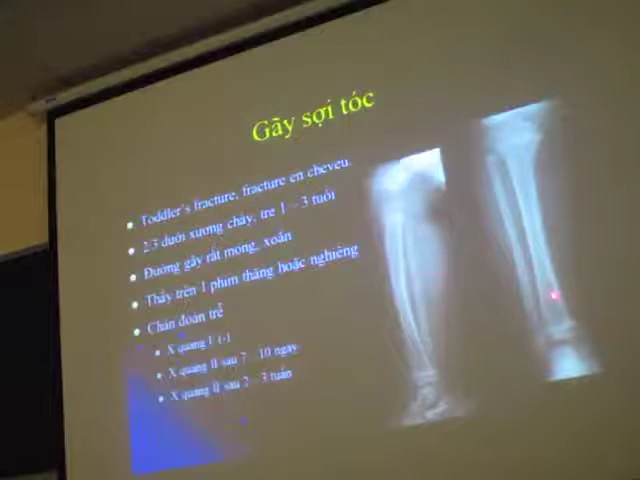 Gãy sợi tóc
Toddler's fracture, fracture en cheveu.
2/3 dưới xương chày, trẻ 1 – 3 tuổi
Đường gãy rất mỏng, xoắn
Thấy trên 1 phim thẳng hoặc nghiêng
Chẩn đoán trễ
X quang I (-)
X quang II sau 7 – 10 ngày
X quang II sau 2 – 3 tuần